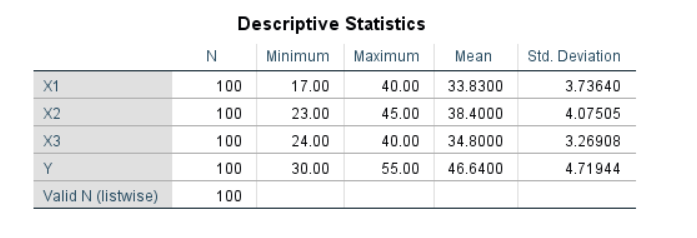 Descriptive Statistics
N Minimum Maximum Mean Std. Deviation
X1 100 17.00 40.00 33.8300 3.73640
X2 100 23.00 45.00 38.4000 4.07505
X3 100 24.00 40.00 34.8000 3.26908
Y 100 30.00 55.00 46.6400 4.71944
Valid N (listwise) 100